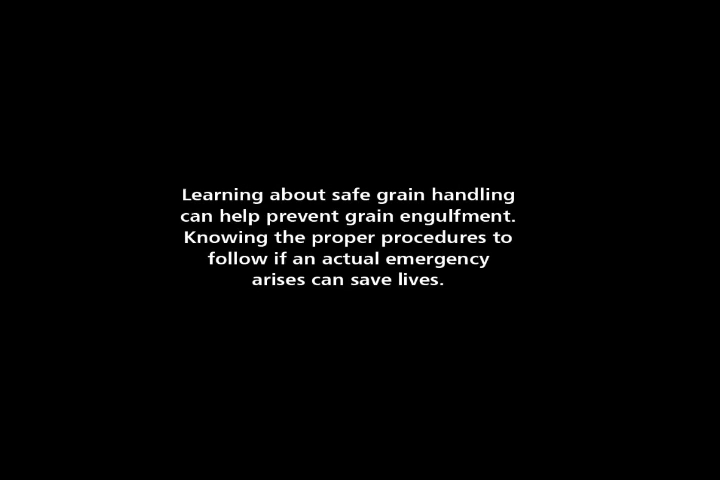 Learning about safe grain handling
can help prevent grain engulfment.
Knowing the proper procedures to
follow if an actual emergency
arises can save lives.